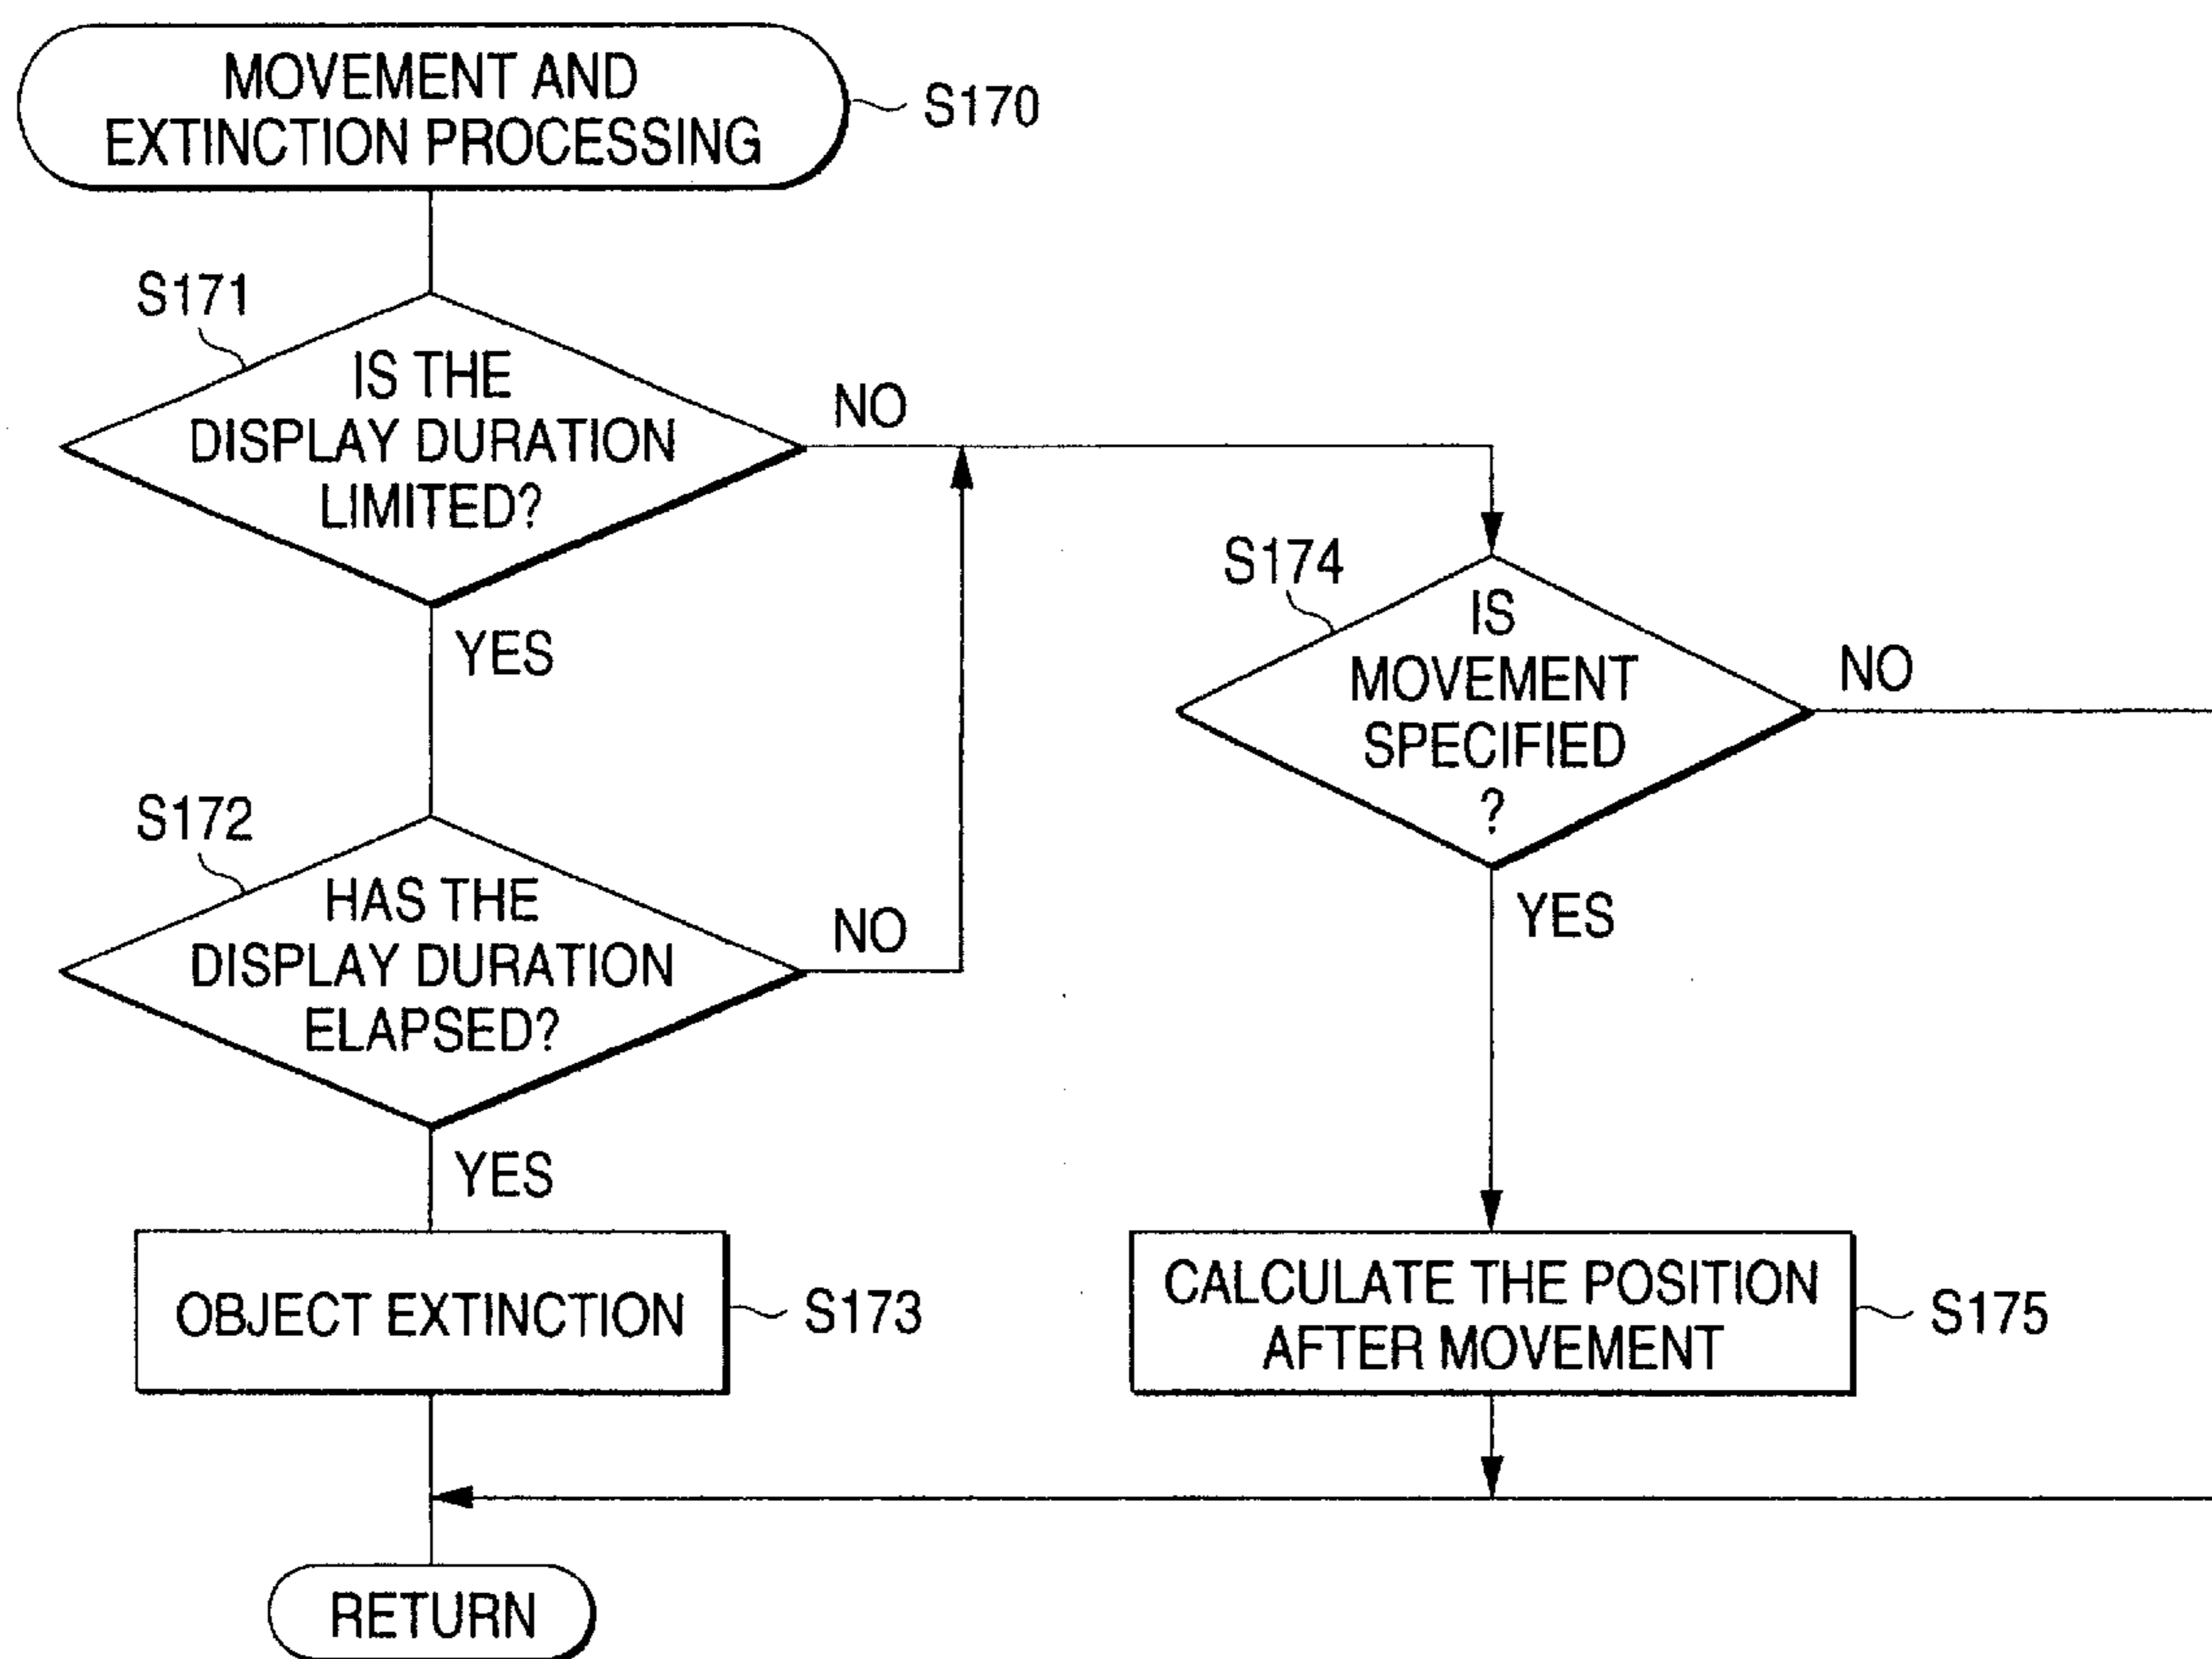 MOVEMENT AND
EXTINCTION PROCESSING
S170
S171
IS THE
DISPLAY DURATION
LIMITED?
NO
YES
S172
HAS THE
DISPLAY DURATION
ELAPSED?
NO
YES
OBJECT EXTINCTION
S173
S174
IS
MOVEMENT
SPECIFIED
?
NO
YES
CALCULATE THE POSITION
AFTER MOVEMENT
S175
RETURN